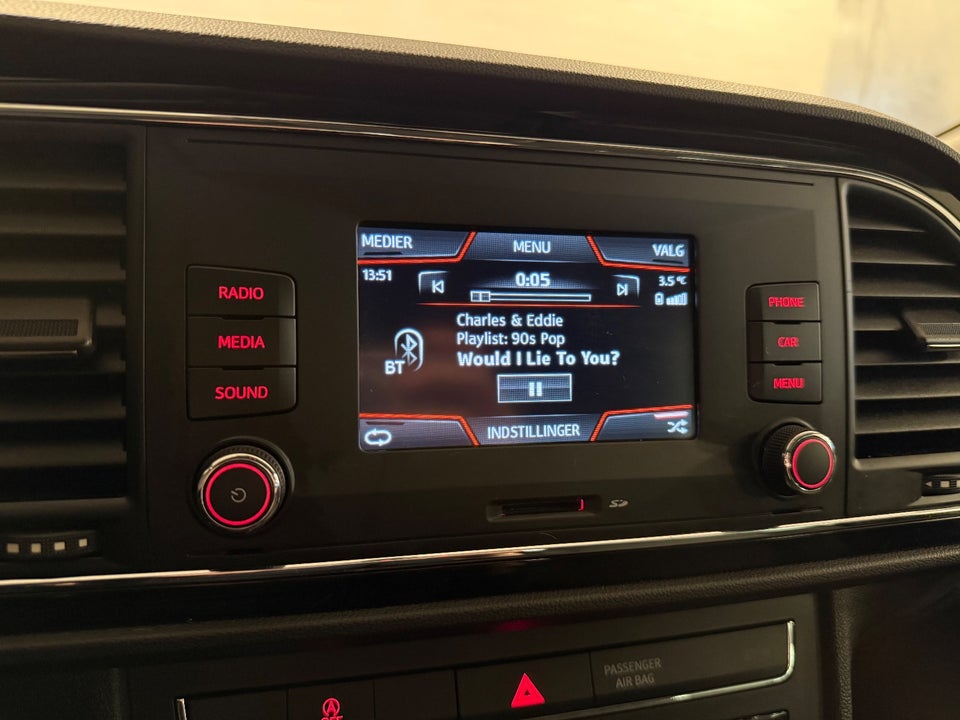 MEDIER MENU VALG
13:51 0:05 3.5 °C
RADIO
MEDIA
SOUND
Charles & Eddie
Playlist: 90s Pop
Would I Lie To You?
BT
INDSTILLINGER
PHONE
CAR
MENU
SD
PASSENGER
AIR BAG
A
OFF